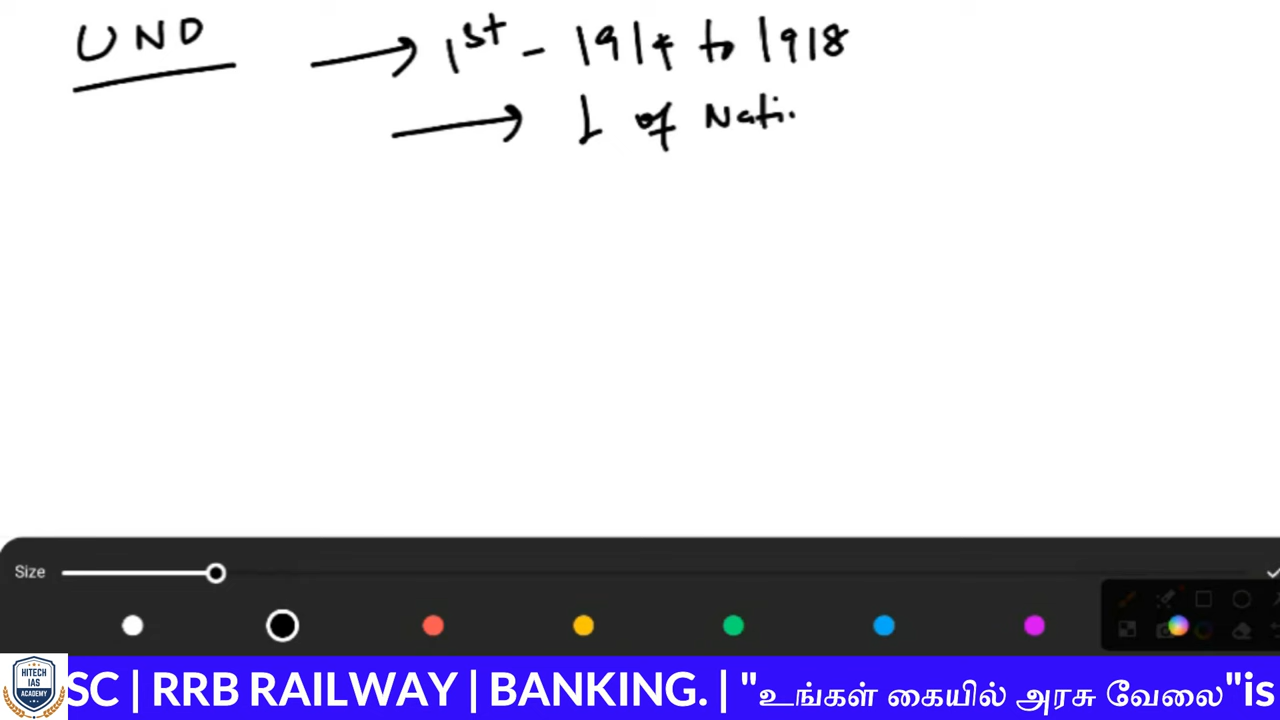 UNO → 1st - 1914 to 1918
→ L of Nati.
Size
HITECH
IAS
ACADEMY
SC | RRB RAILWAY | BANKING. | "உங்கள் கையில் அரசு வேலை"is